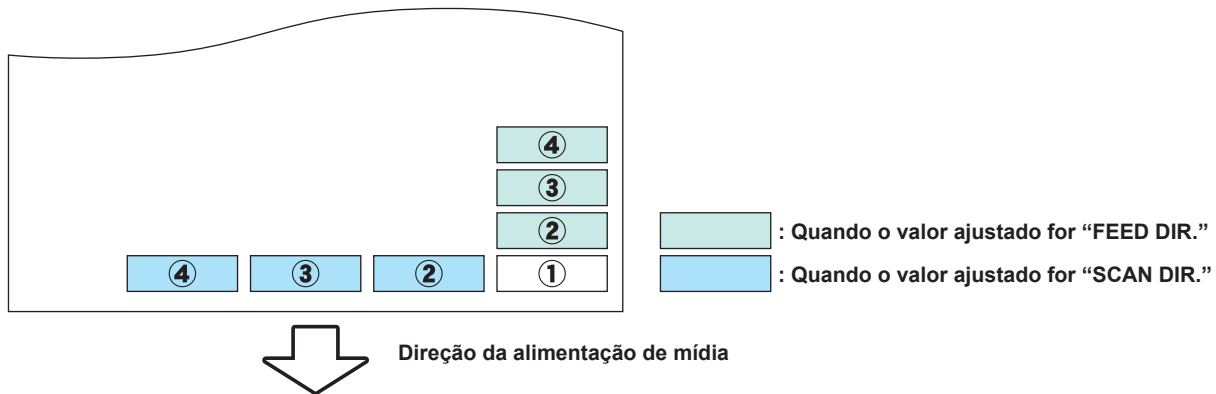 ④
③
②
④ ③ ② ①
: Quando o valor ajustado for “FEED DIR.”
: Quando o valor ajustado for “SCAN DIR.”
Direção da alimentação de mídia